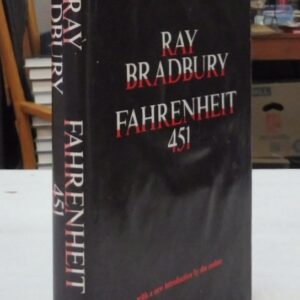 RAY
BRADBURY
FAHRENHEIT
451
RAY
BRADBURY
FAHRENHEIT
451
with a new introduction by the author